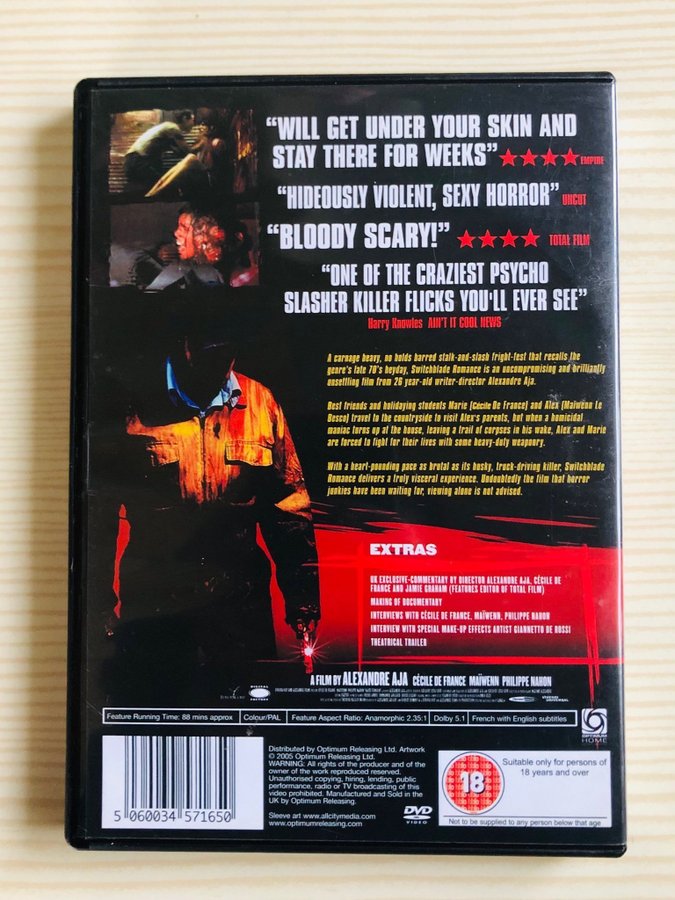 “WILL GET UNDER YOUR SKIN AND
STAY THERE FOR WEEKS” ★★★★ EMPIRE
“HIDEOUSLY VIOLENT, SEXY HORROR” UNCUT
“BLOODY SCARY!” ★★★★ TOTAL FILM
“ONE OF THE CRAZIEST PSYCHO
SLASHER KILLER FLICKS YOU'LL EVER SEE”
Harry Knowles AIN'T IT COOL NEWS
A carnage heavy, no holds barred stalk-and-slash fright-fest that recalls the
genre's late 70's heyday, Switchblade Romance is an uncompromising and brilliantly
unsettling film from 26 year-old writer-director Alexandre Aja.
Best friends and holidaying students Marie (Cécile De France) and Alex (Maïwenn Le
Besco) travel to the countryside to visit Alex's parents, but when a homicidal
maniac turns up at the house, leaving a trail of corpses in his wake, Alex and Marie
are forced to fight for their lives with some heavy-duty weaponry.
With a heart-pounding pace as brutal as its husky, truck-driving killer, Switchblade
Romance delivers a truly visceral experience. Undoubtedly the film that horror
junkies have been waiting for, viewing alone is not advised.
EXTRAS
UK EXCLUSIVE-COMMENTARY BY DIRECTOR ALEXANDRE AJA, CÉCILE DE
FRANCE AND JAMIE GRAHAM (FEATURES EDITOR OF TOTAL FILM)
MAKING OF DOCUMENTARY
INTERVIEWS WITH CÉCILE DE FRANCE, MAÏWENN, PHILIPPE NAHON
INTERVIEW WITH SPECIAL MAKE-UP EFFECTS ARTIST GIANNETTO DE ROSSI
THEATRICAL TRAILER
A FILM BY ALEXANDRE AJA CÉCILE DE FRANCE MAÏWENN PHILIPPE NAHON
Feature Running Time: 88 mins approx Colour/PAL Feature Aspect Ratio: Anamorphic 2.35:1 Dolby 5.1 French with English subtitles
OPTIMUM
HOME
Distributed by Optimum Releasing Ltd. Artwork
© 2005 Optimum Releasing Ltd.
WARNING: All rights of the producer and of the
owner of the work reproduced reserved.
Unauthorised copying, hiring, lending, public
performance, radio or TV broadcasting of this
video prohibited. Manufactured and Sold in the
UK by Optimum Releasing.
Sleeve art www.allcitymedia.com
www.optimumreleasing.com
DVD
VIDEO
5 060034 571650
18
Suitable only for persons of
18 years and over
Not to be supplied to any person below that age